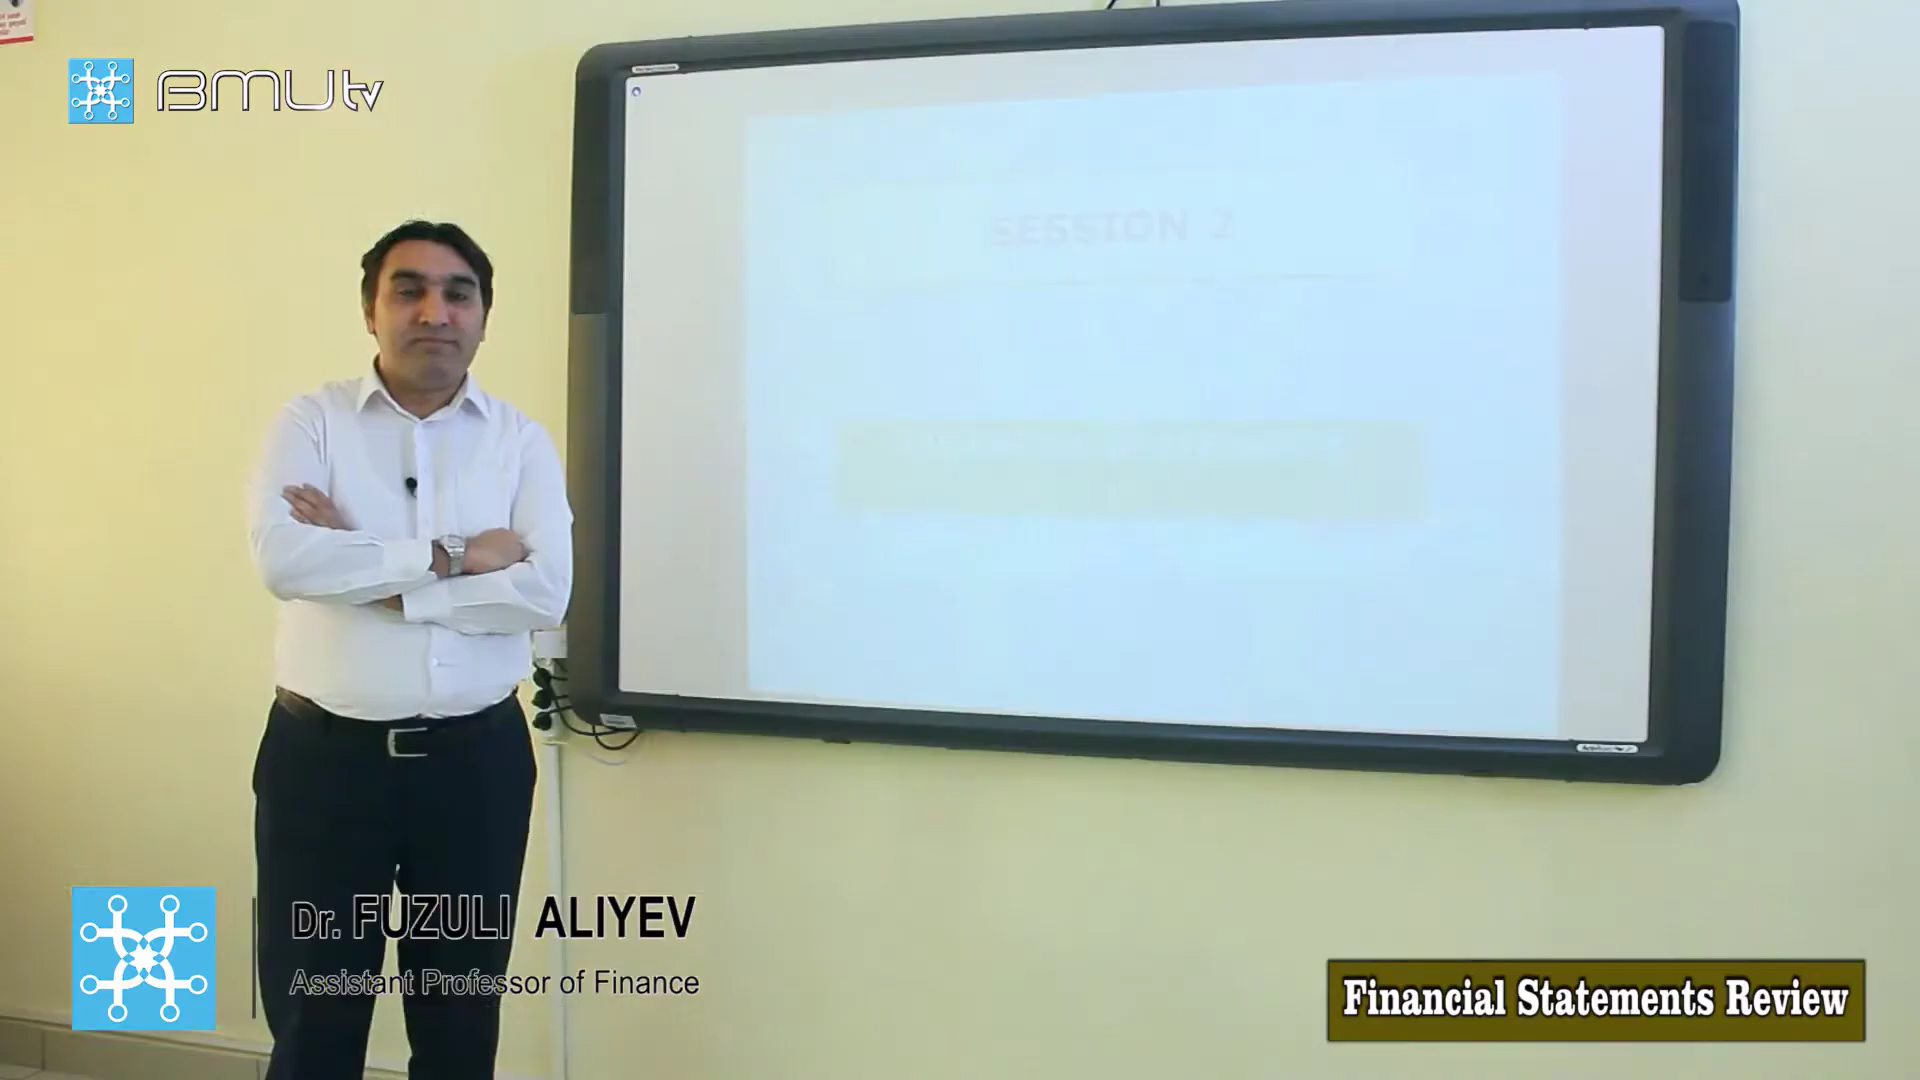 BMUtv
SESSION 2
Dr. FUZULI ALIYEV
Assistant Professor of Finance
Financial Statements Review